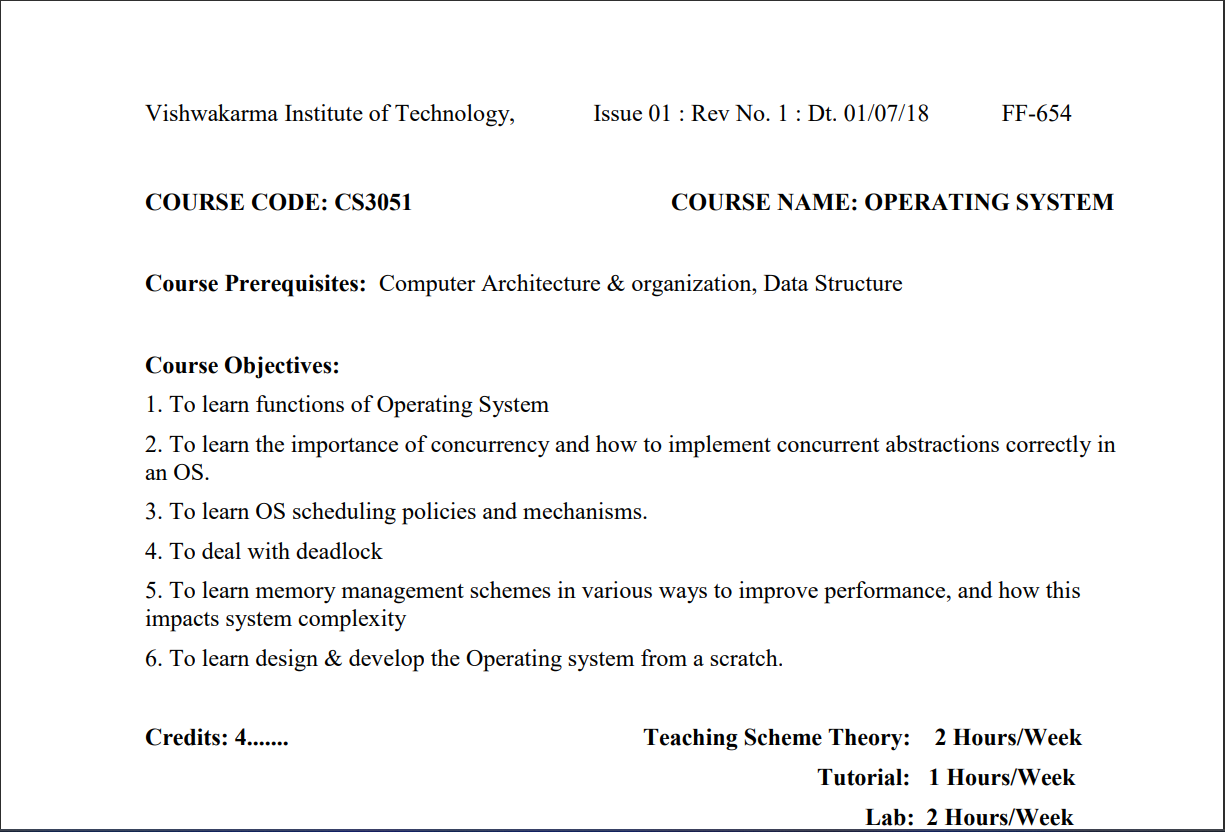 Vishwakarma Institute of Technology, Issue 01 : Rev No. 1 : Dt. 01/07/18 FF-654
COURSE CODE: CS3051 COURSE NAME: OPERATING SYSTEM
Course Prerequisites: Computer Architecture & organization, Data Structure
Course Objectives:
1. To learn functions of Operating System
2. To learn the importance of concurrency and how to implement concurrent abstractions correctly in
an OS.
3. To learn OS scheduling policies and mechanisms.
4. To deal with deadlock
5. To learn memory management schemes in various ways to improve performance, and how this
impacts system complexity
6. To learn design & develop the Operating system from a scratch.
Credits: 4....... Teaching Scheme Theory: 2 Hours/Week
Tutorial: 1 Hours/Week
Lab: 2 Hours/Week